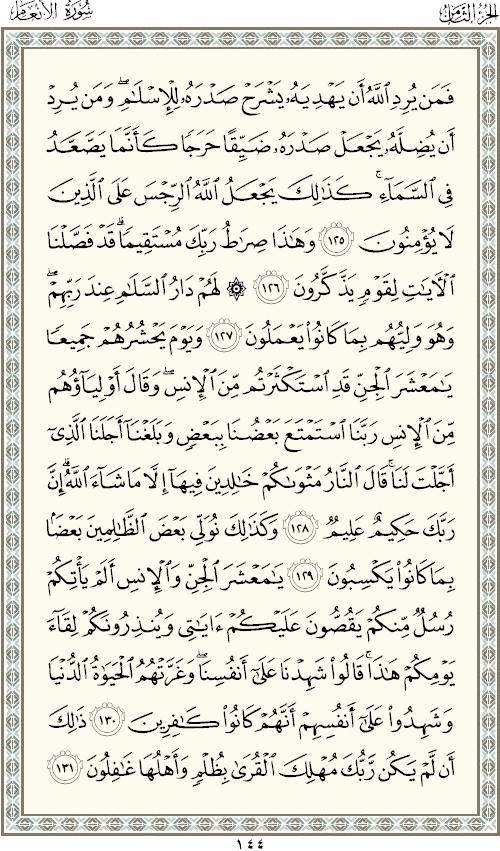 الجزء الثامن
سورة الأنعام
فَمَن يُرِدِ ٱللَّهُ أَن يَهْدِيَهُۥ يَشْرَحْ صَدْرَهُۥ لِلْإِسْلَٰمِ ۖ وَمَن يُرِدْ
أَن يُضِلَّهُۥ يَجْعَلْ صَدْرَهُۥ ضَيِّقًا حَرَجًا كَأَنَّمَا يَصَّعَّدُ
فِى ٱلسَّمَآءِ ۚ كَذَٰلِكَ يَجْعَلُ ٱللَّهُ ٱلرِّجْسَ عَلَى ٱلَّذِينَ
لَا يُؤْمِنُونَ ١٢٥ وَهَٰذَا صِرَٰطُ رَبِّكَ مُسْتَقِيمًا ۗ قَدْ فَصَّلْنَا
ٱلْءَايَٰتِ لِقَوْمٍ يَذَّكَّرُونَ ١٢٦ ۞ لَهُمْ دَارُ ٱلسَّلَٰمِ عِندَ رَبِّهِمْ ۖ
وَهُوَ وَلِيُّهُم بِمَا كَانُوا۟ يَعْمَلُونَ ١٢٧ وَيَوْمَ يَحْشُرُهُمْ جَمِيعًا
يَٰمَعْشَرَ ٱلْجِنِّ قَدِ ٱسْتَكْثَرْتُم مِّنَ ٱلْإِنسِ ۖ وَقَالَ أَوْلِيَآؤُهُم
مِّنَ ٱلْإِنسِ رَبَّنَا ٱسْتَمْتَعَ بَعْضُنَا بِبَعْضٍ وَبَلَغْنَآ أَجَلَنَا ٱلَّذِىٓ
أَجَّلْتَ لَنَا ۚ قَالَ ٱلنَّارُ مَثْوَىٰكُمْ خَٰلِدِينَ فِيهَآ إِلَّا مَا شَآءَ ٱللَّهُ ۗ إِنَّ
رَبَّكَ حَكِيمٌ عَلِيمٌ ١٢٨ وَكَذَٰلِكَ نُوَلِّى بَعْضَ ٱلظَّٰلِمِينَ بَعْضًۢا
بِمَا كَانُوا۟ يَكْسِبُونَ ١٢٩ يَٰمَعْشَرَ ٱلْجِنِّ وَٱلْإِنسِ أَلَمْ يَأْتِكُمْ
رُسُلٌ مِّنكُمْ يَقُصُّونَ عَلَيْكُمْ ءَايَٰتِى وَيُنذِرُونَكُمْ لِقَآءَ
يَوْمِكُمْ هَٰذَا ۚ قَالُوا۟ شَهِدْنَا عَلَىٰٓ أَنفُسِنَا ۖ وَغَرَّتْهُمُ ٱلْحَيَوٰةُ ٱلدُّنْيَا
وَشَهِدُوا۟ عَلَىٰٓ أَنفُسِهِمْ أَنَّهُمْ كَانُوا۟ كَٰفِرِينَ ١٣٠ ذَٰلِكَ
أَن لَّمْ يَكُن رَّبُّكَ مُهْلِكَ ٱلْقُرَىٰ بِظُلْمٍ وَأَهْلُهَا غَٰفِلُونَ ١٣١
١٤٤